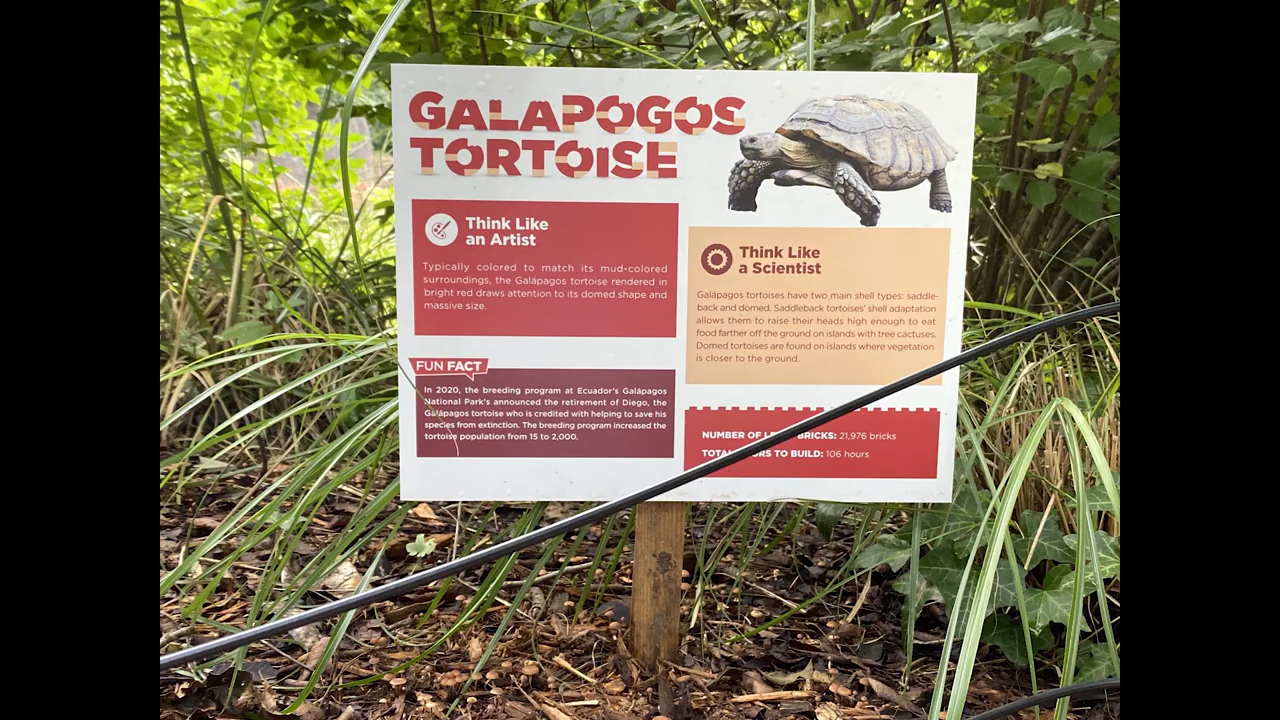 GALAPOGOS
TORTOISE
Think Like
an Artist
Typically colored to match its mud-colored
surroundings, the Galápagos tortoise rendered in
bright red draws attention to its domed shape and
massive size.
FUN FACT
In 2020, the breeding program at Ecuador's Galápagos
National Park's announced the retirement of Diego, the
Galápagos tortoise who is credited with helping to save his
species from extinction. The breeding program increased the
tortoise population from 15 to 2,000.
Think Like
a Scientist
Galápagos tortoises have two main shell types: saddle-
back and domed. Saddleback tortoises' shell adaptation
allows them to raise their heads high enough to eat
food farther off the ground on islands with tree cactuses.
Domed tortoises are found on islands where vegetation
is closer to the ground.
NUMBER OF BRICKS: 21,976 bricks
TO BUILD: 106 hours